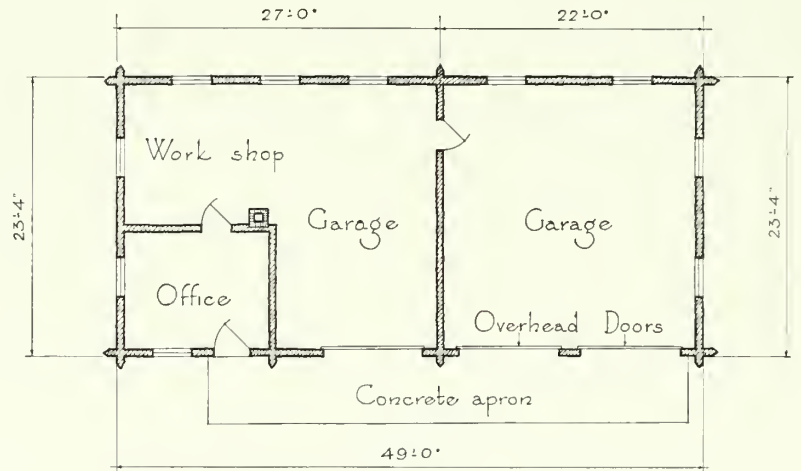 27'-0"
22'-0"
Work shop
23'-4"
Garage
Garage
23'-4"
Office
Overhead Doors
Concrete apron
49'-0"